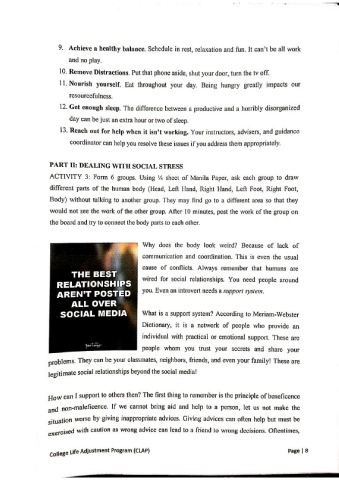 9. Achieve a healthy balance. Schedule in rest, relaxation and fun. It can't be all work
and no play.
10. Remove Distractions. Put that phone aside, shut your door, turn the tv off.
11. Nourish yourself. Eat throughout your day. Being hungry greatly impacts our
resourcefulness.
12. Get enough sleep. The difference between a productive and a horribly disorganized
day can be just an extra hour or two of sleep.
13. Reach out for help when it isn't working. Your instructors, advisers, and guidance
coordinator can help you resolve these issues if you address them appropriately.
PART II: DEALING WITH SOCIAL STRESS
ACTIVITY 3: Form 6 groups. Using ¼ sheet of Manila Paper, ask each group to draw
different parts of the human body (Head, Left Hand, Right Hand, Left Foot, Right Foot,
Body) without talking to another group. They may find go to a different area so that they
would not see the work of the other group. After 10 minutes, post the work of the group on
the board and try to connect the body parts to each other.
THE BEST
RELATIONSHIPS
AREN'T POSTED
ALL OVER
SOCIAL MEDIA
Why does the body look weird? Because of lack of
communication and coordination. This is even the usual
cause of conflicts. Always remember that humans are
wired for social relationships. You need people around
you. Even an introvert needs a support system.
What is a support system? According to Meriam-Webster
Dictionary, it is a network of people who provide an
individual with practical or emotional support. These are
people whom you trust your secrets and share your
problems. They can be your classmates, neighbors, friends, and even your family! These are
legitimate social relationships beyond the social media!
How can I support to others then? The first thing to remember is the principle of beneficence
and non-maleficence. If we cannot being aid and help to a person, let us not make the
situation worse by giving inappropriate advices. Giving advices can often help but must be
exercised with caution as wrong advice can lead to a friend to wrong decisions. Oftentimes,
College Life Adjustment Program (CLAP)
Page | 8